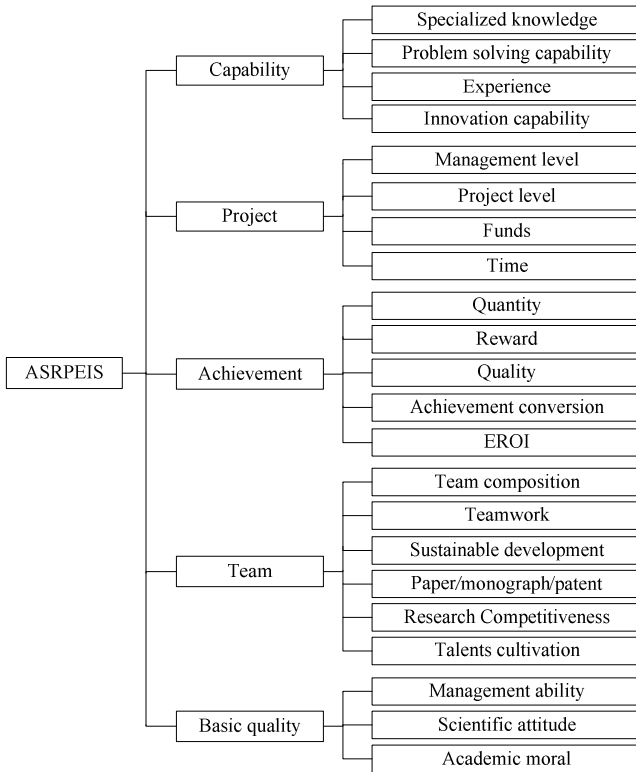 ASRPEIS
Capability
Specialized knowledge
Problem solving capability
Experience
Innovation capability
Project
Management level
Project level
Funds
Time
Achievement
Quantity
Reward
Quality
Achievement conversion
EROI
Team
Team composition
Teamwork
Sustainable development
Paper/monograph/patent
Research Competitiveness
Talents cultivation
Basic quality
Management ability
Scientific attitude
Academic moral